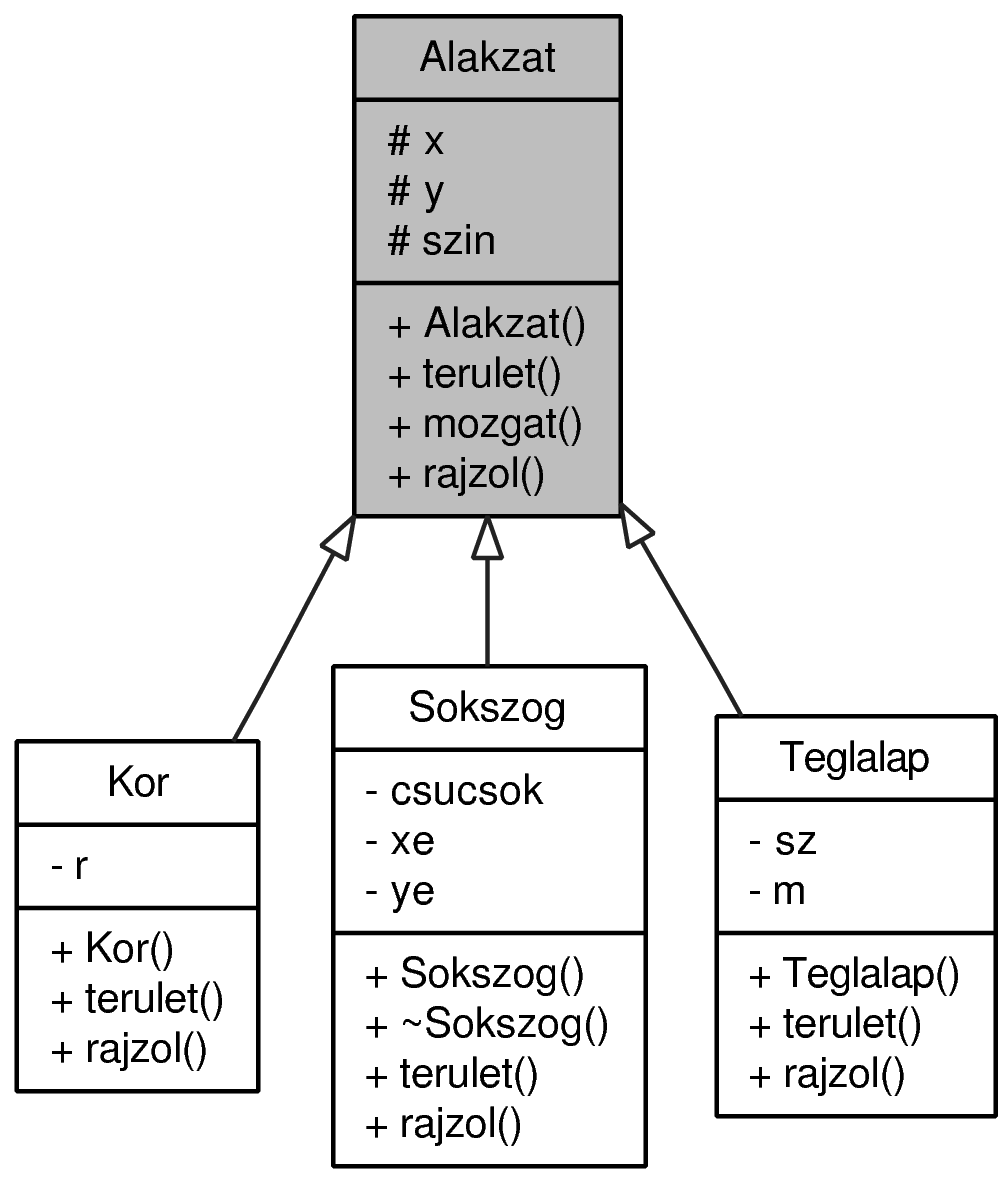 Alakzat
# x
# y
# szin
+ Alakzat()
+ terulet()
+ mozgat()
+ rajzol()
Kor
- r
+ Kor()
+ terulet()
+ rajzol()
Sokszog
- csucsok
- xe
- ye
+ Sokszog()
+ ~Sokszog()
+ terulet()
+ rajzol()
Teglalap
- sz
- m
+ Teglalap()
+ terulet()
+ rajzol()